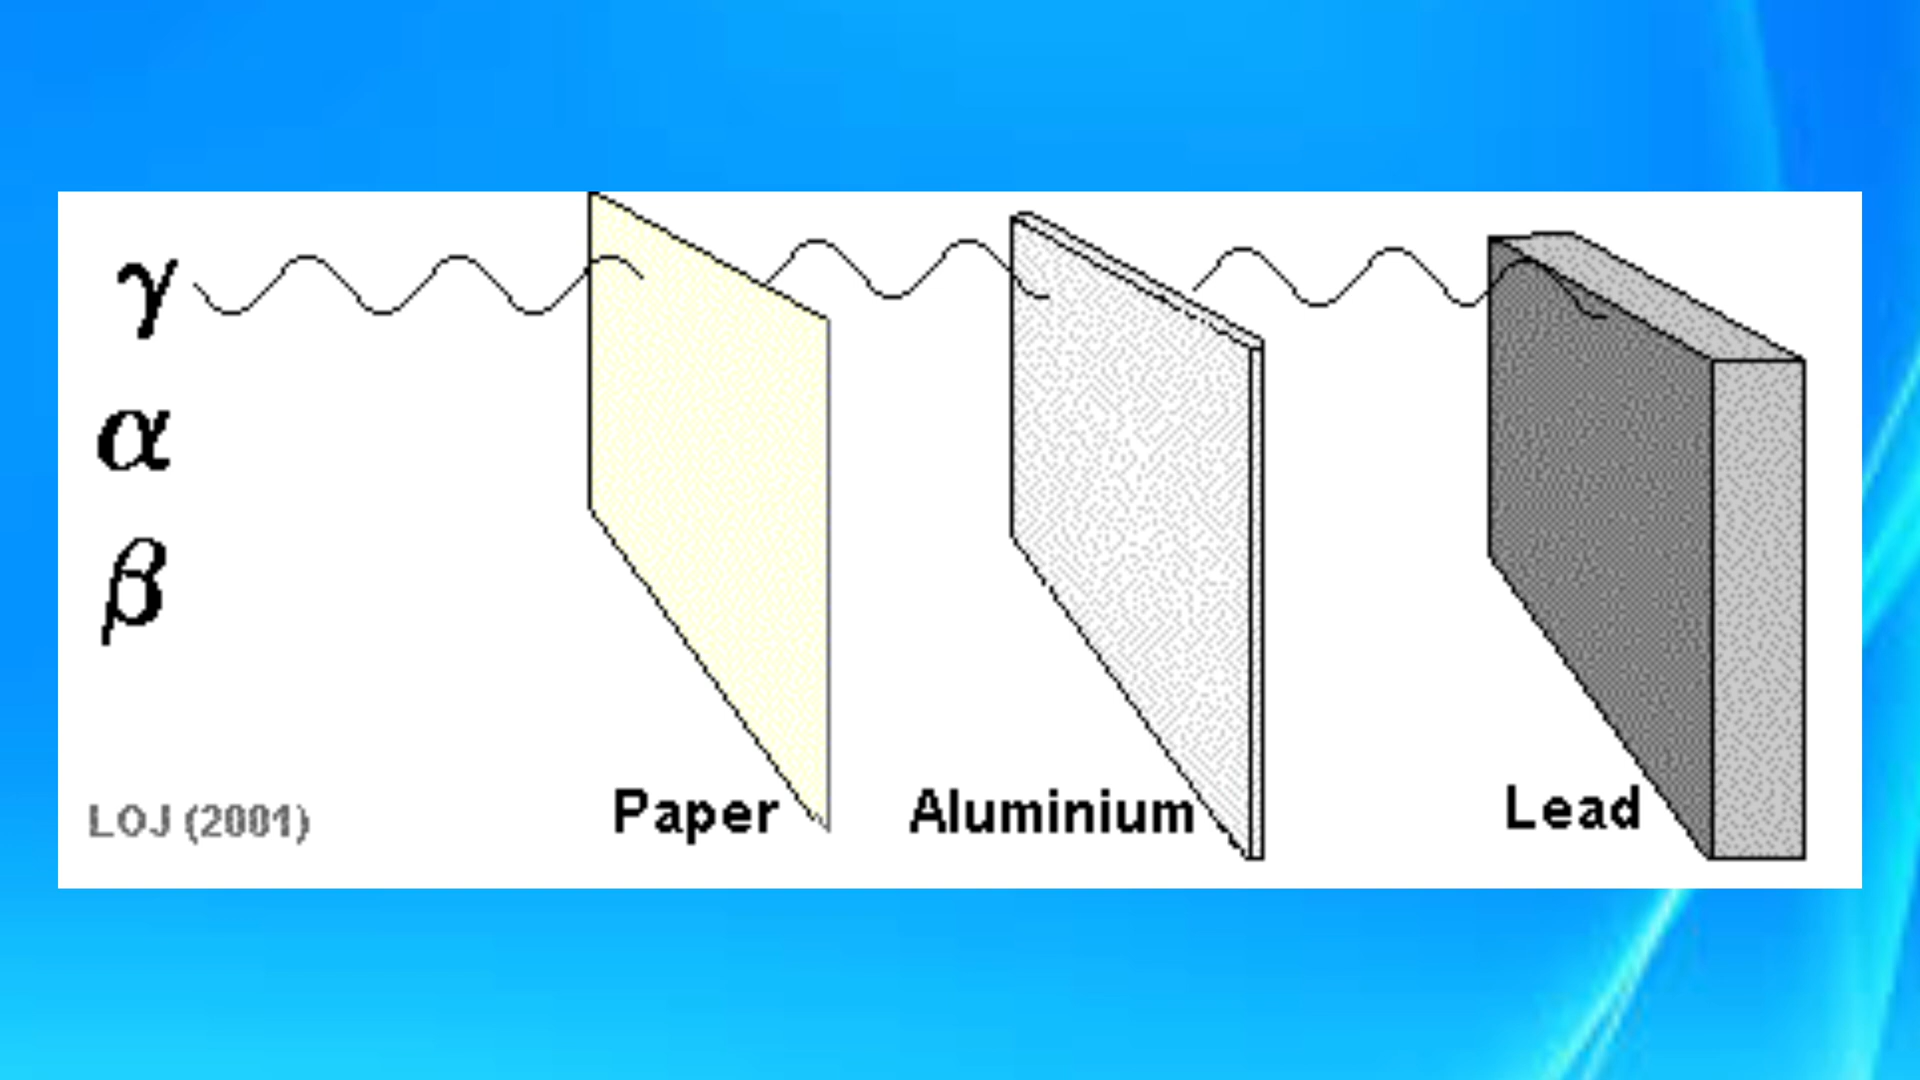 γ
α
β
Paper
Aluminium
Lead
LOJ (2001)